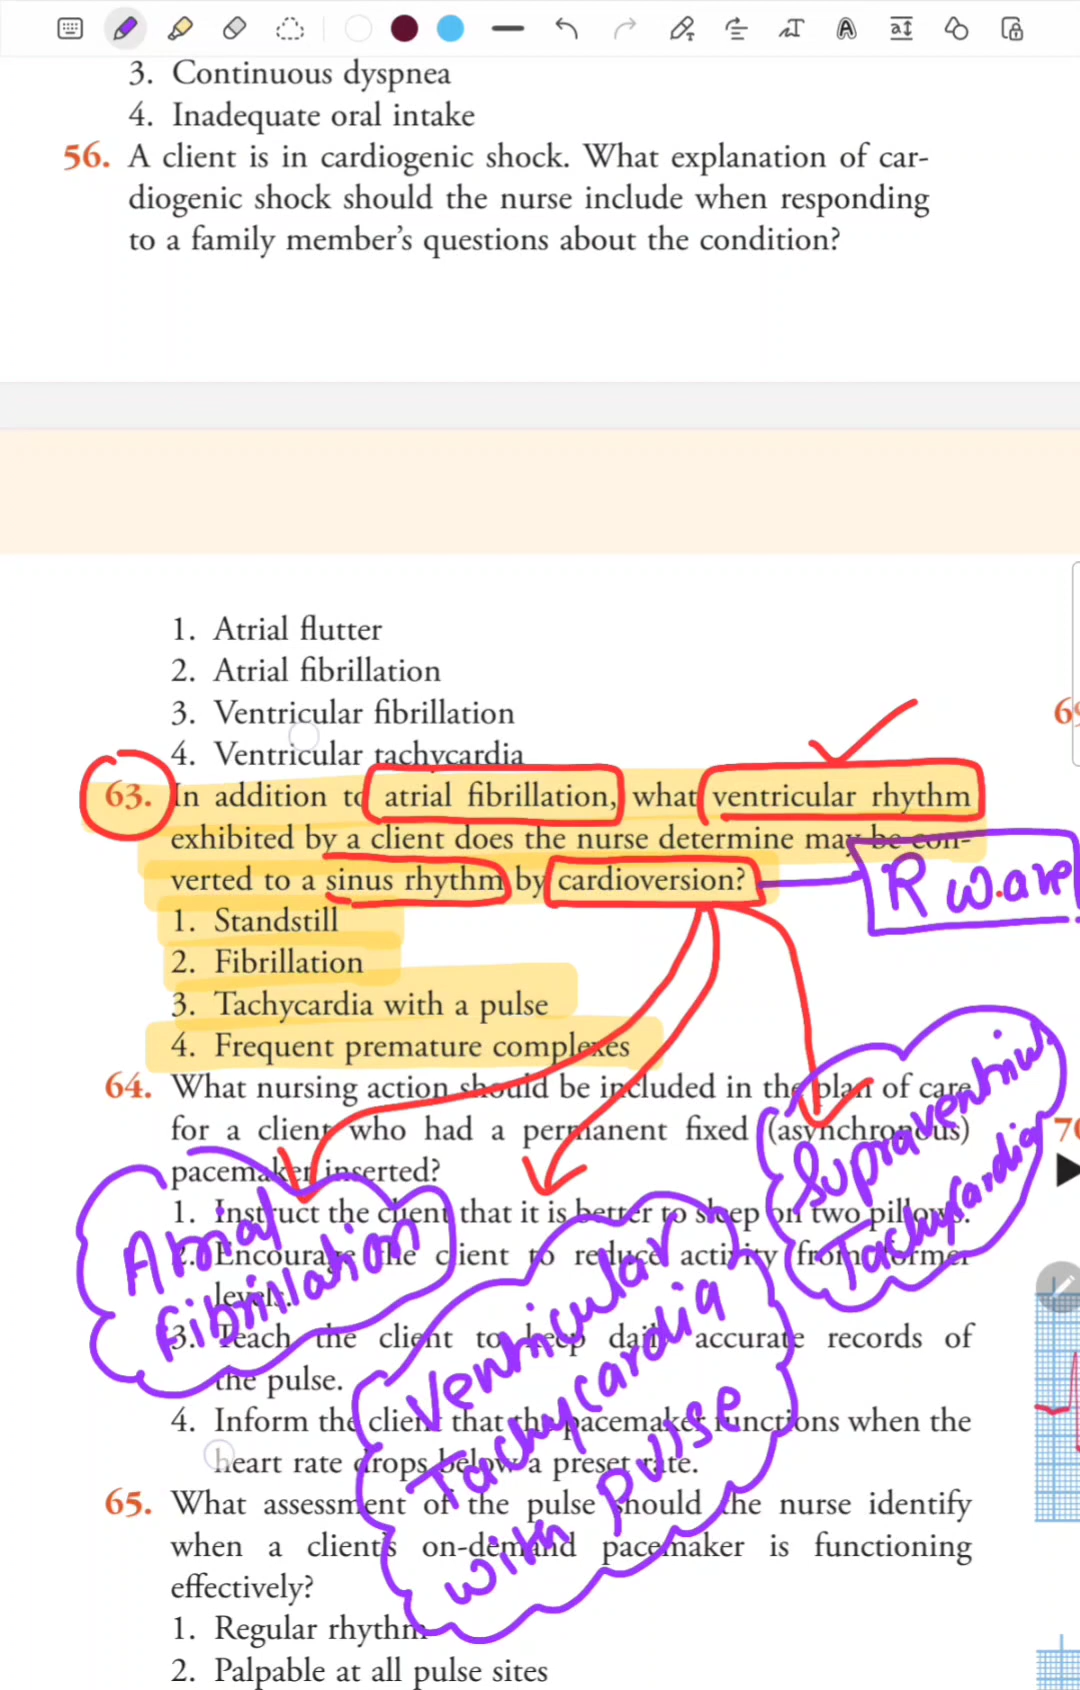 3. Continuous dyspnea
4. Inadequate oral intake
56. A client is in cardiogenic shock. What explanation of car-
diogenic shock should the nurse include when responding
to a family member's questions about the condition?
1. Atrial flutter
2. Atrial fibrillation
3. Ventricular fibrillation
4. Ventricular tachycardia
63. In addition to atrial fibrillation, what ventricular rhythm
exhibited by a client does the nurse determine may be con-
verted to a sinus rhythm by cardioversion?
R wave
1. Standstill
2. Fibrillation
3. Tachycardia with a pulse
4. Frequent premature complexes
64. What nursing action should be included in the plan of care
for a client who had a permanent fixed (asynchronous)
pacemaker inserted?
1. Instruct the client that it is better to sleep on two pillows.
2. Encourage the client to reduce activity from former
levels.
3. Teach the client to keep daily accurate records of
the pulse.
4. Inform the client that the pacemaker functions when the
heart rate drops below a preset rate.
Atrial
fibrillation
Ventricular
Tachycardia
with pulse
Tachycardia
65. What assessment of the pulse should the nurse identify
when a client's on-demand pacemaker is functioning
effectively?
1. Regular rhythm
2. Palpable at all pulse sites